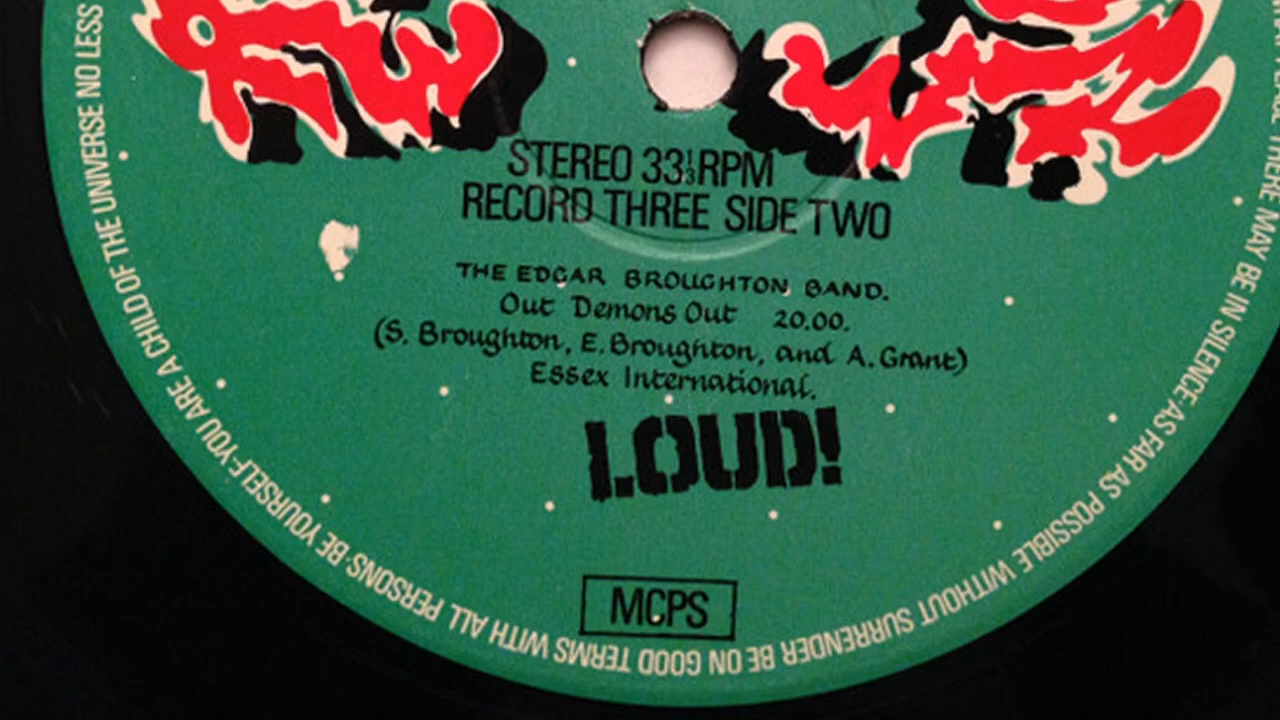 STEREO 33⅓ RPM
RECORD THREE SIDE TWO
THE EDGAR BROUGHTON BAND.
Out Demons Out 20.00.
(S. Broughton, E. Broughton, and A. Grant)
Essex International.
LOUD!
MCPS
THERE MAY BE IN SILENCE·AS FAR AS POSSIBLE WITHOUT SURRENDER BE ON GOOD TERMS WITH ALL PERSONS·BE YOURSELF·YOU ARE A CHILD OF THE UNIVERSE NO LESS